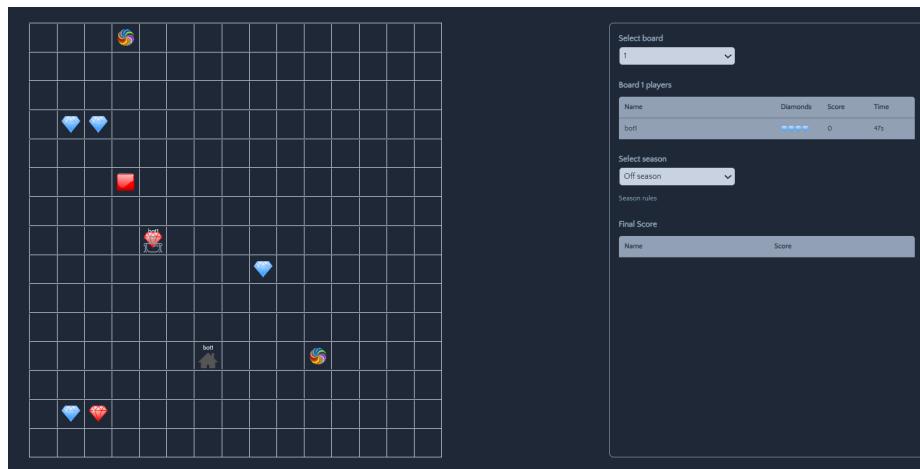 Select board
1
Board 1 players
Name Diamonds Score Time
bot1 0 47s
Select season
Off season
Season rules
Final Score
Name Score
bot1
bot1